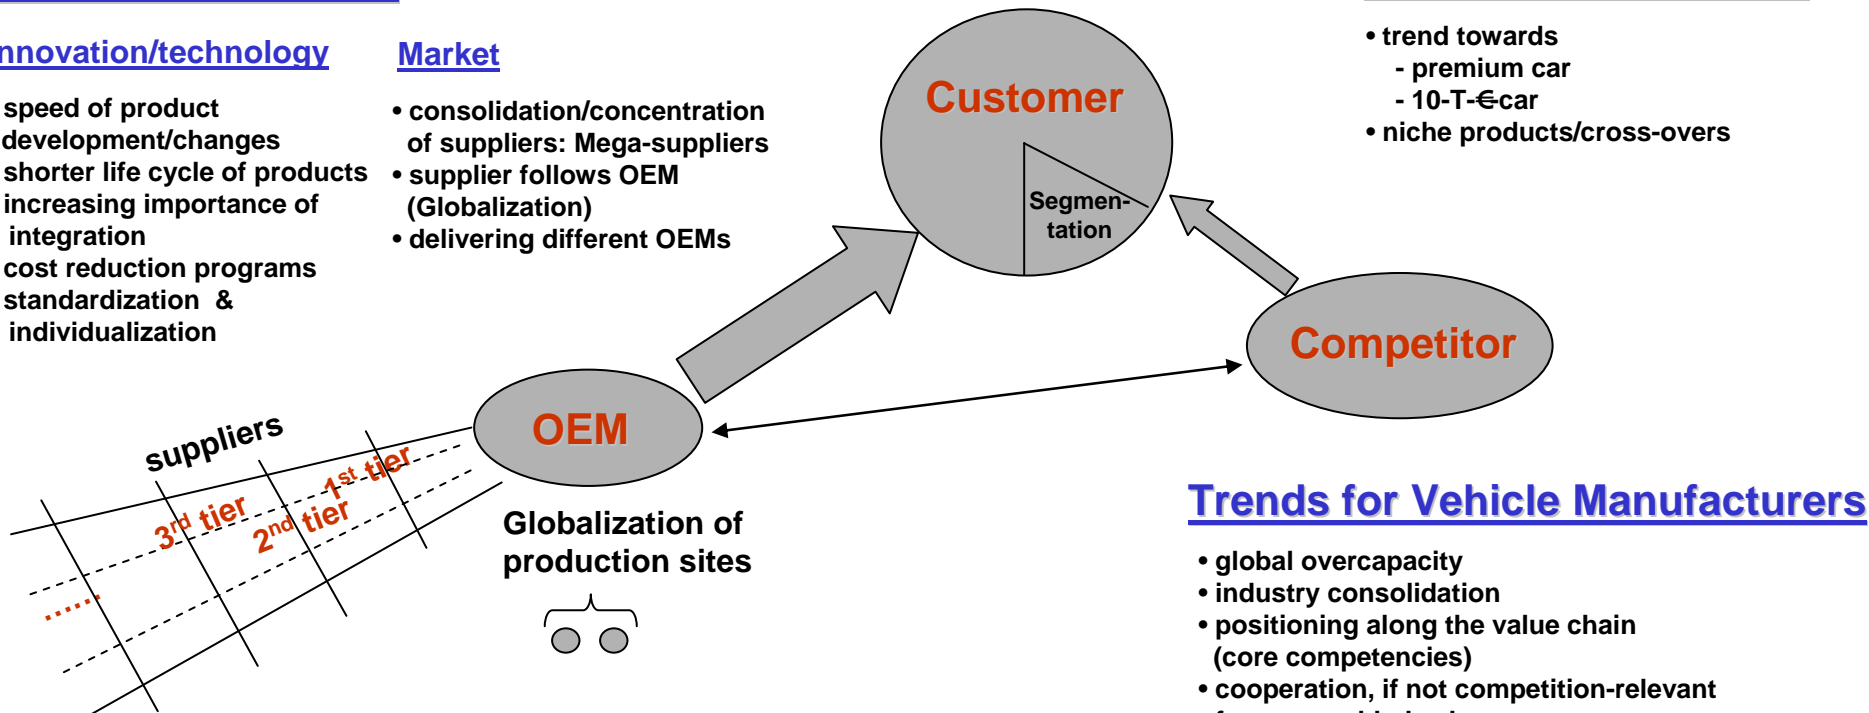 nnovation/technology
speed of product
development/changes
shorter life cycle of products
increasing importance of
integration
cost reduction programs
standardization &
individualization
Market
• consolidation/concentration
of suppliers: Mega-suppliers
• supplier follows OEM
(Globalization)
• delivering different OEMs
Customer
Segmen-
tation
• trend towards
- premium car
- 10-T-€-car
• niche products/cross-overs
Competitor
OEM
suppliers
1st tier
2nd tier
3rd tier
......
Globalization of
production sites
Trends for Vehicle Manufacturers
• global overcapacity
• industry consolidation
• positioning along the value chain
(core competencies)
• cooperation, if not competition-relevant